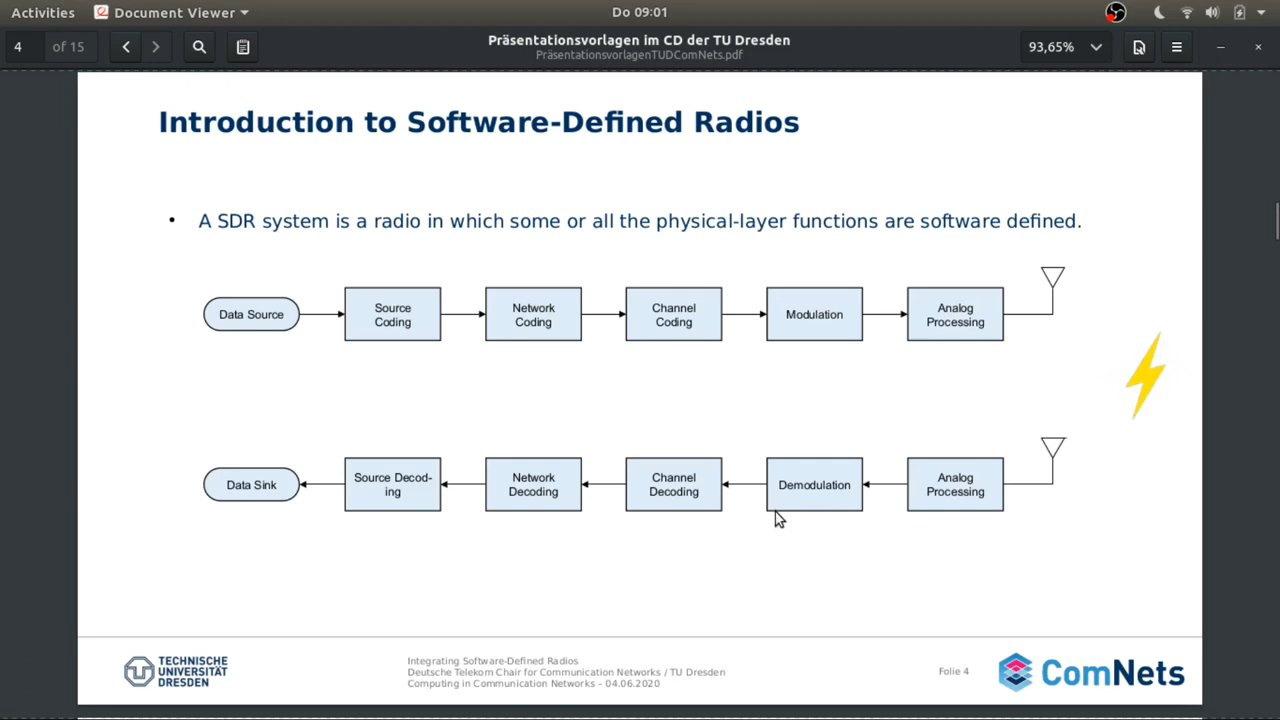 Activities
Document Viewer
Do 09:01
4
of 15
Präsentationsvorlagen im CD der TU Dresden
PräsentationsvorlagenTUDComNets.pdf
93,65%
Introduction to Software-Defined Radios
• A SDR system is a radio in which some or all the physical-layer functions are software defined.
Data Source
Source
Coding
Network
Coding
Channel
Coding
Modulation
Analog
Processing
Data Sink
Source Decod-
ing
Network
Decoding
Channel
Decoding
Demodulation
Analog
Processing
TECHNISCHE
UNIVERSITÄT
DRESDEN
Integrating Software-Defined Radios
Deutsche Telekom Chair for Communication Networks / TU Dresden
Computing in Communication Networks – 04.06.2020
Folie 4
ComNets